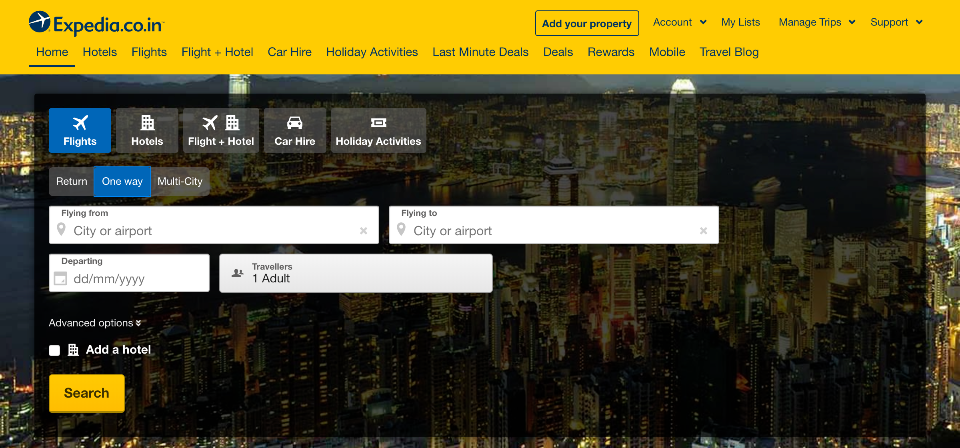 Expedia.co.in
Add your property
Account
My Lists
Manage Trips
Support
Home Hotels Flights Flight + Hotel Car Hire Holiday Activities Last Minute Deals Deals Rewards Mobile Travel Blog
Flights Hotels Flight + Hotel Car Hire Holiday Activities
Return One way Multi-City
Flying from
City or airport
Flying to
City or airport
Departing
dd/mm/yyyy
Travellers
1 Adult
Advanced options
Add a hotel
Search